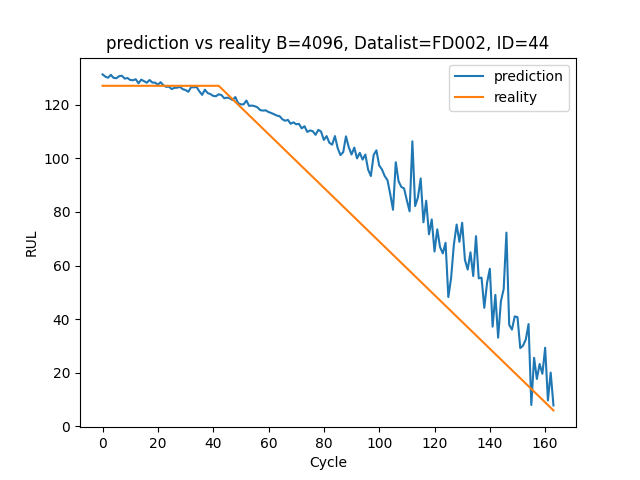 prediction vs reality B=4096, Datalist=FD002, ID=44
prediction
reality
RUL
120
100
80
60
40
20
0
0 20 40 60 80 100 120 140 160
Cycle